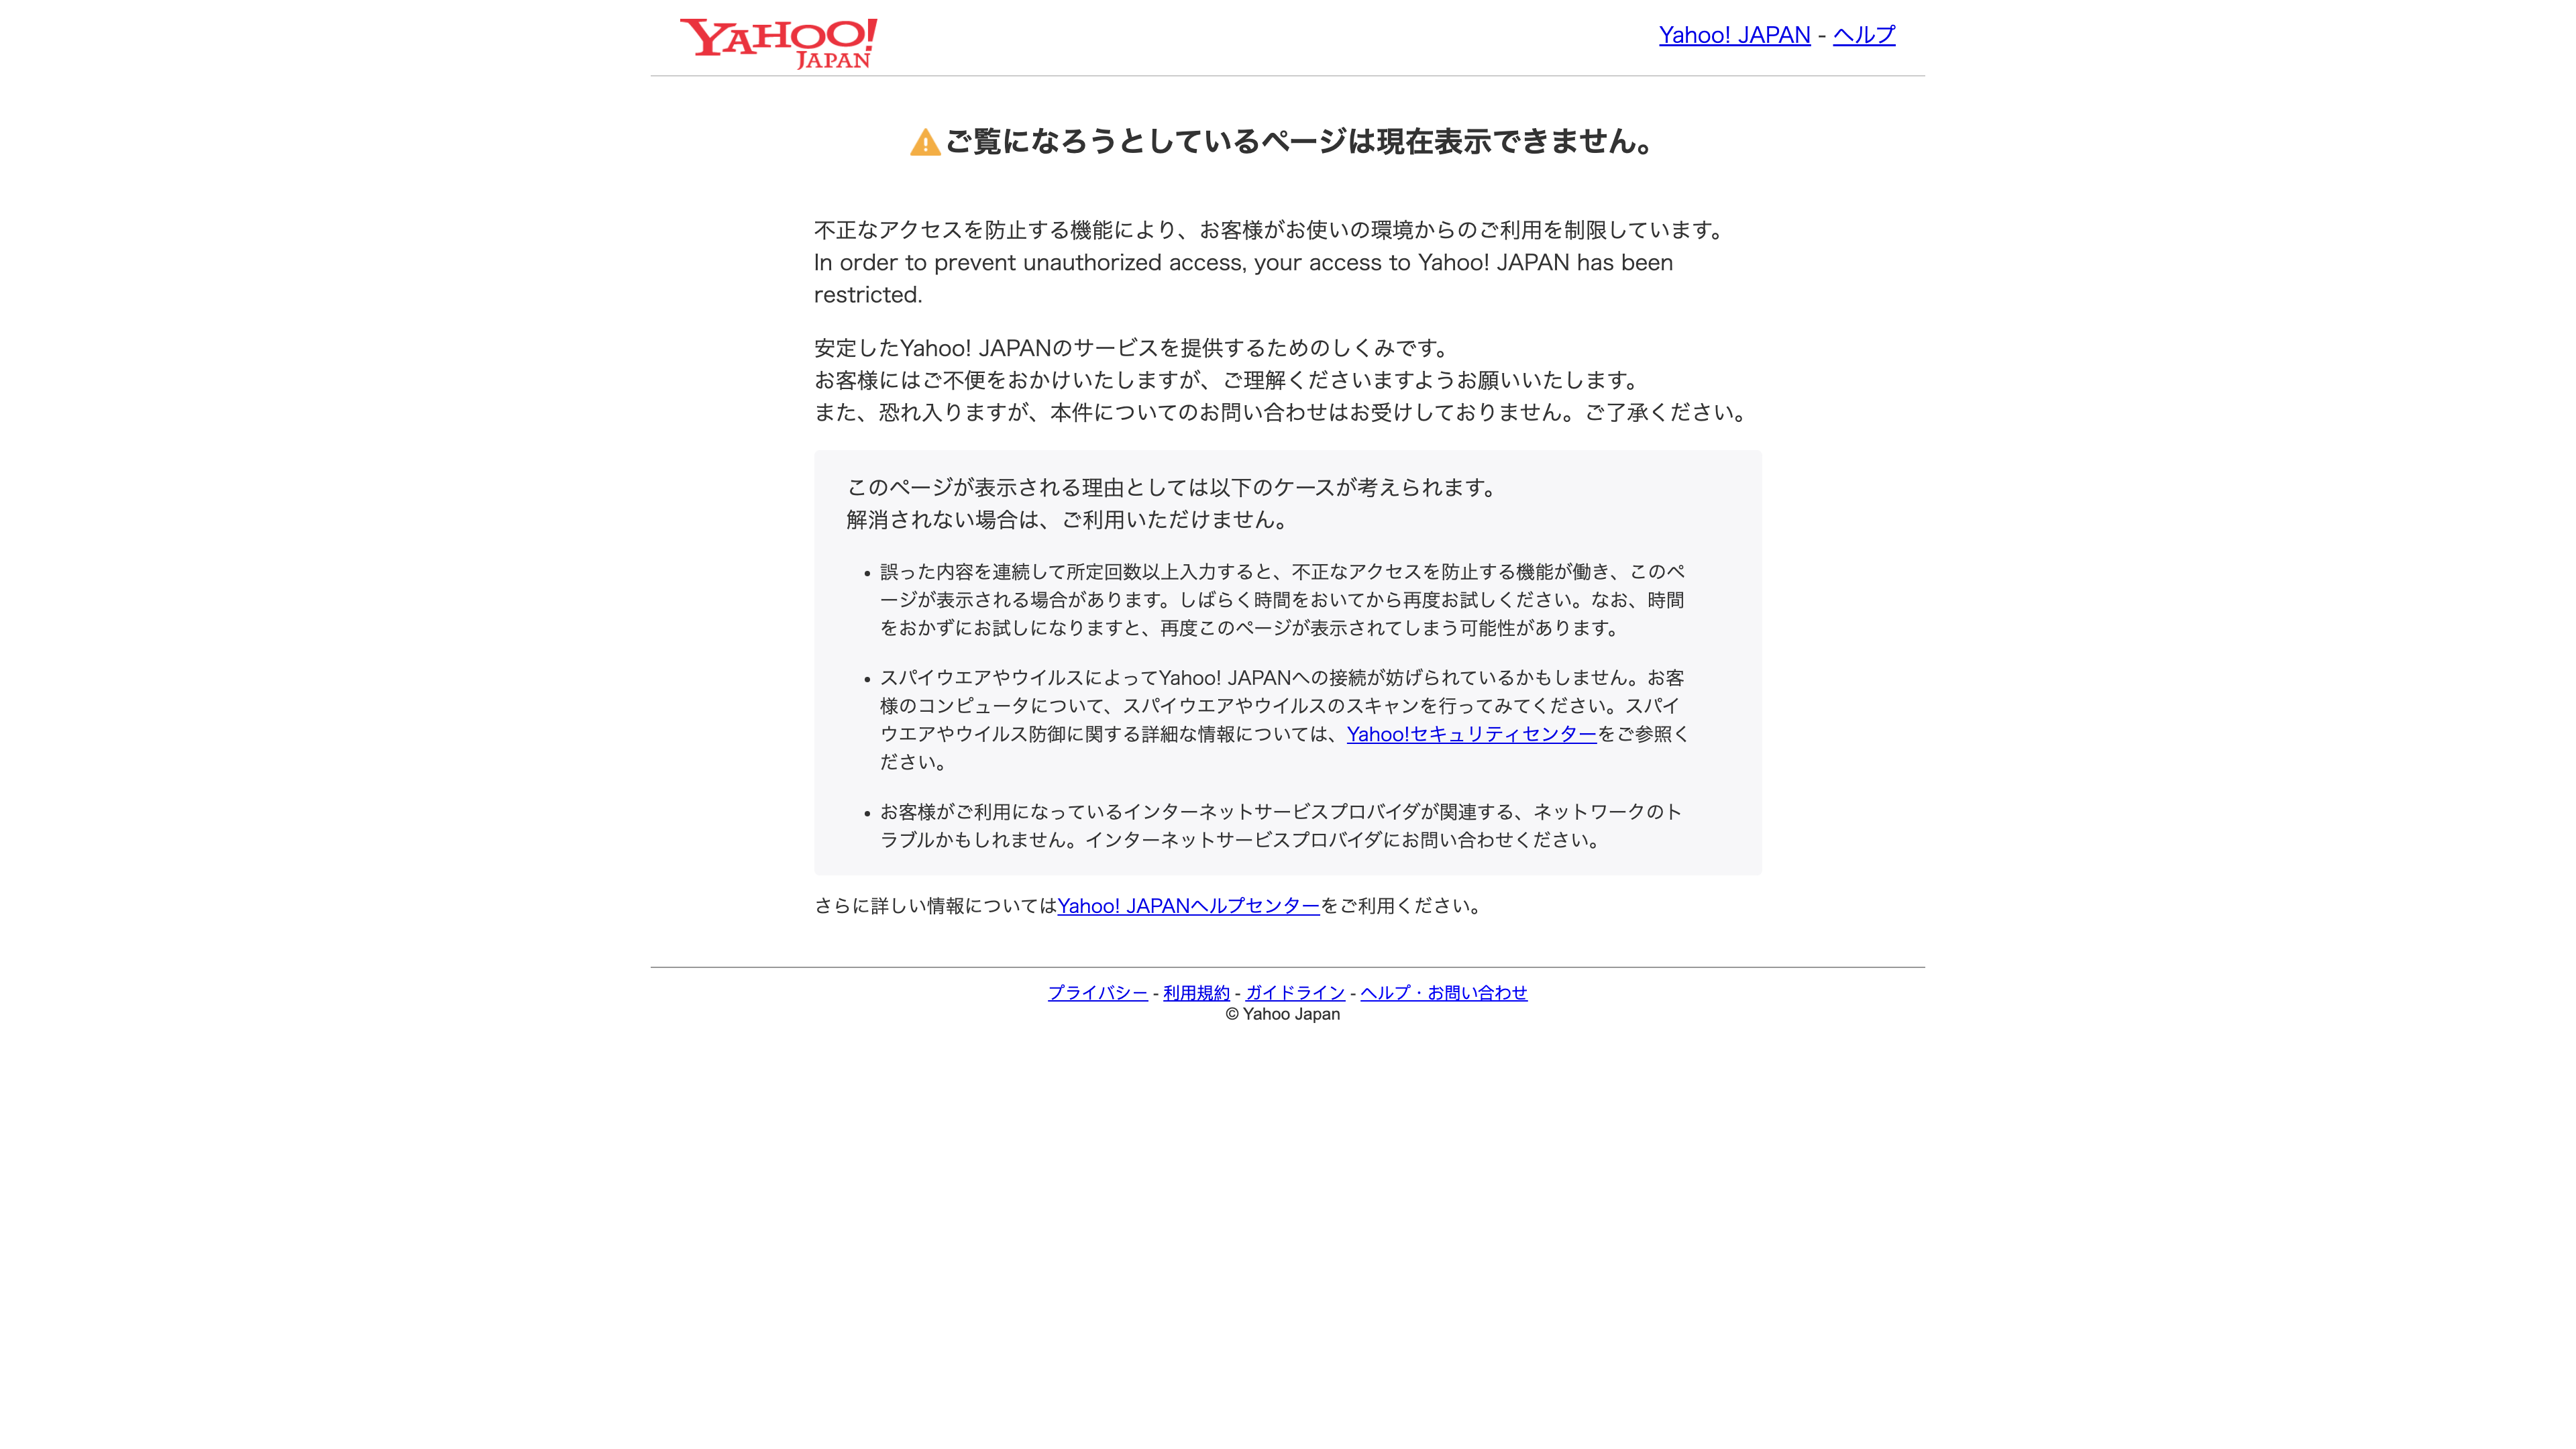 YAHOO!
JAPAN
Yahoo! JAPAN - ヘルプ
ご覧になろうとしているページは現在表示できません。
不正なアクセスを防止する機能により、お客様がお使いの環境からのご利用を制限しています。
In order to prevent unauthorized access, your access to Yahoo! JAPAN has been
restricted.
安定したYahoo! JAPANのサービスを提供するためのしくみです。
お客様にはご不便をおかけいたしますが、ご理解くださいますようお願いいたします。
また、恐れ入りますが、本件についてのお問い合わせはお受けしておりません。ご了承ください。
このページが表示される理由としては以下のケースが考えられます。
解消されない場合は、ご利用いただけません。
• 誤った内容を連続して所定回数以上入力すると、不正なアクセスを防止する機能が働き、このペ
ージが表示される場合があります。しばらく時間をおいてから再度お試しください。なお、時間
をおかずにお試しになりますと、再度このページが表示されてしまう可能性があります。
• スパイウエアやウイルスによってYahoo! JAPANへの接続が妨げられているかもしません。お客
様のコンピュータについて、スパイウエアやウイルスのスキャンを行ってみてください。スパイ
ウエアやウイルス防御に関する詳細な情報については、Yahoo!セキュリティセンターをご参照く
ださい。
• お客様がご利用になっているインターネットサービスプロバイダが関連する、ネットワークのト
ラブルかもしれません。インターネットサービスプロバイダにお問い合わせください。
さらに詳しい情報についてはYahoo! JAPANヘルプセンターをご利用ください。
プライバシー - 利用規約 - ガイドライン - ヘルプ・お問い合わせ
© Yahoo Japan